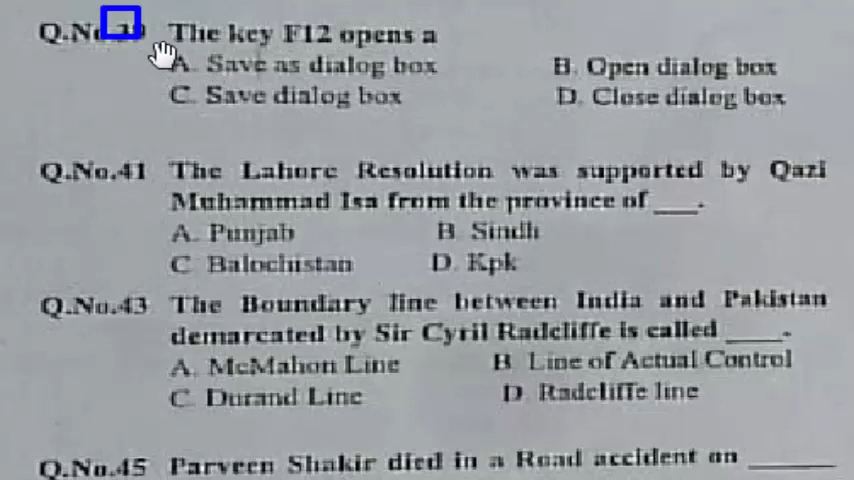 Q.No.39 The key F12 opens a
A. Save as dialog box B. Open dialog box
C. Save dialog box D. Close dialog box
Q.No.41 The Lahore Resolution was supported by Qazi
Muhammad Isa from the province of ___.
A. Punjab B. Sindh
C. Balochistan D. Kpk
Q.No.43 The Boundary line between India and Pakistan
demarcated by Sir Cyril Radcliffe is called ____.
A. McMahon Line B. Line of Actual Control
C. Durand Line D. Radcliffe line
Q.No.45 Parveen Shakir died in a Road accident on ______